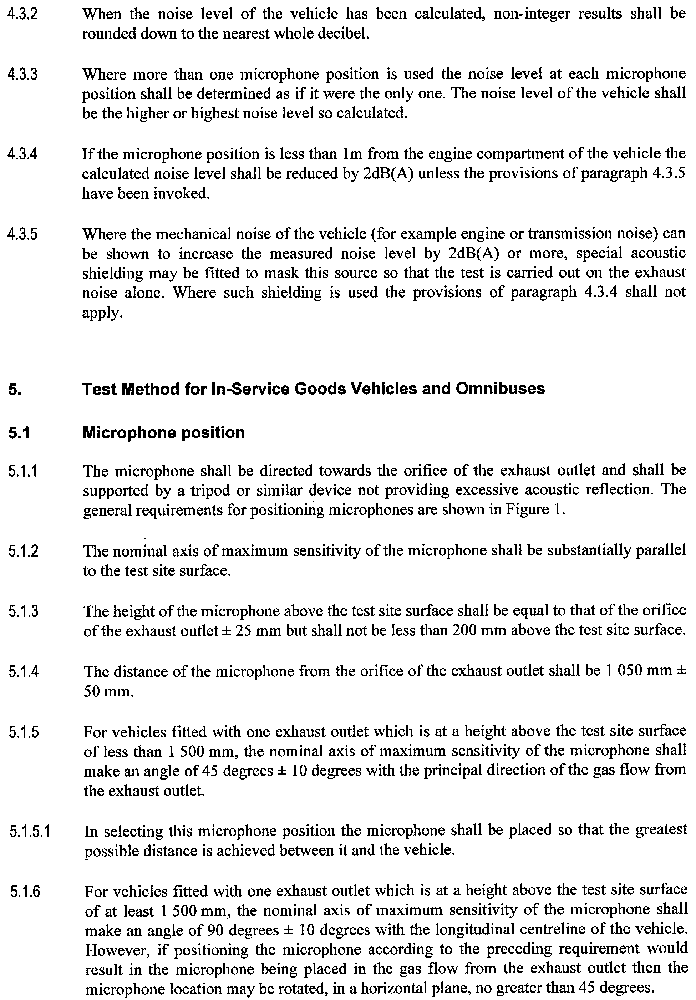 4.3.2 When the noise level of the vehicle has been calculated, non-integer results shall be
rounded down to the nearest whole decibel.
4.3.3 Where more than one microphone position is used the noise level at each microphone
position shall be determined as if it were the only one. The noise level of the vehicle shall
be the higher or highest noise level so calculated.
4.3.4 If the microphone position is less than 1m from the engine compartment of the vehicle the
calculated noise level shall be reduced by 2dB(A) unless the provisions of paragraph 4.3.5
have been invoked.
4.3.5 Where the mechanical noise of the vehicle (for example engine or transmission noise) can
be shown to increase the measured noise level by 2dB(A) or more, special acoustic
shielding may be fitted to mask this source so that the test is carried out on the exhaust
noise alone. Where such shielding is used the provisions of paragraph 4.3.4 shall not
apply.
5. Test Method for In-Service Goods Vehicles and Omnibuses
5.1 Microphone position
5.1.1 The microphone shall be directed towards the orifice of the exhaust outlet and shall be
supported by a tripod or similar device not providing excessive acoustic reflection. The
general requirements for positioning microphones are shown in Figure 1.
5.1.2 The nominal axis of maximum sensitivity of the microphone shall be substantially parallel
to the test site surface.
5.1.3 The height of the microphone above the test site surface shall be equal to that of the orifice
of the exhaust outlet ± 25 mm but shall not be less than 200 mm above the test site surface.
5.1.4 The distance of the microphone from the orifice of the exhaust outlet shall be 1 050 mm ±
50 mm.
5.1.5 For vehicles fitted with one exhaust outlet which is at a height above the test site surface
of less than 1 500 mm, the nominal axis of maximum sensitivity of the microphone shall
make an angle of 45 degrees ± 10 degrees with the principal direction of the gas flow from
the exhaust outlet.
5.1.5.1 In selecting this microphone position the microphone shall be placed so that the greatest
possible distance is achieved between it and the vehicle.
5.1.6 For vehicles fitted with one exhaust outlet which is at a height above the test site surface
of at least 1 500 mm, the nominal axis of maximum sensitivity of the microphone shall
make an angle of 90 degrees ± 10 degrees with the longitudinal centreline of the vehicle.
However, if positioning the microphone according to the preceding requirement would
result in the microphone being placed in the gas flow from the exhaust outlet then the
microphone location may be rotated, in a horizontal plane, no greater than 45 degrees.